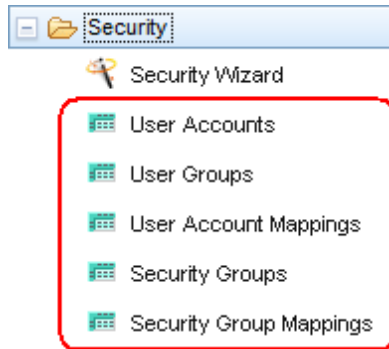 Security
Security Wizard
User Accounts
User Groups
User Account Mappings
Security Groups
Security Group Mappings